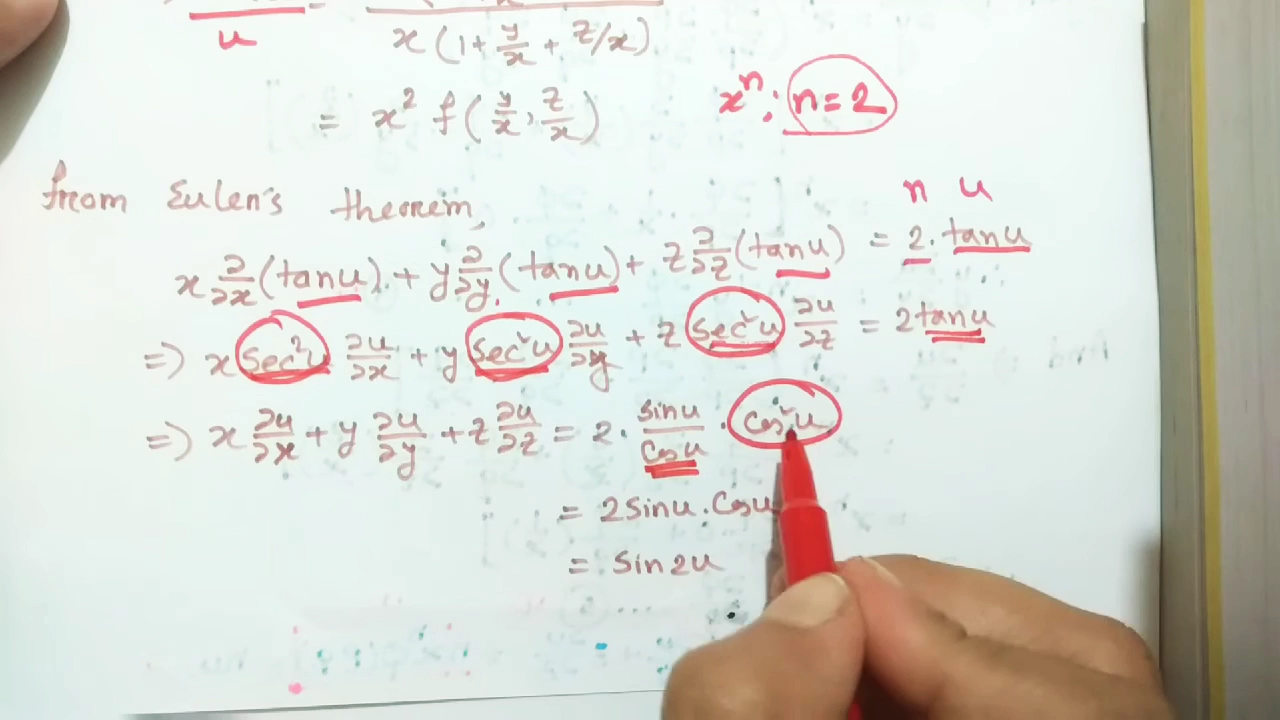 u = x(1+y/x + z/x)
= x² f(y/x, z/x) xⁿ: n=2
from Euler's theorem,
n u
x ∂/∂x (tanu) + y ∂/∂y (tanu) + z ∂/∂z (tanu) = 2. tanu
=> x sec²u ∂u/∂x + y sec²u ∂u/∂y + z sec²u ∂u/∂z = 2tanu
=> x ∂u/∂x + y ∂u/∂y + z ∂u/∂z = 2. sinu/cosu . cos²u
= 2sinu.cosu
= sin2u